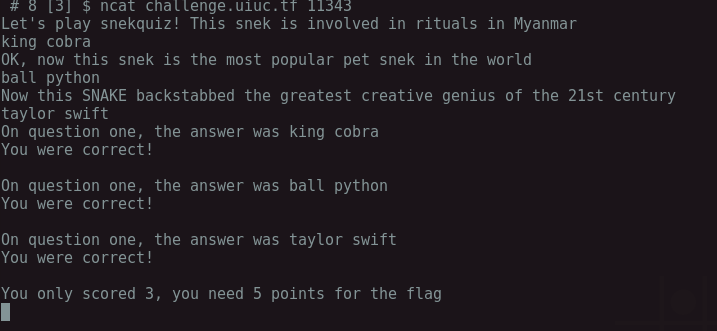 # 8 [3] $ ncat challenge.uiuc.tf 11343
Let's play snekquiz! This snek is involved in rituals in Myanmar
king cobra
OK, now this snek is the most popular pet snek in the world
ball python
Now this SNAKE backstabbed the greatest creative genius of the 21st century
taylor swift
On question one, the answer was king cobra
You were correct!
On question one, the answer was ball python
You were correct!
On question one, the answer was taylor swift
You were correct!
You only scored 3, you need 5 points for the flag